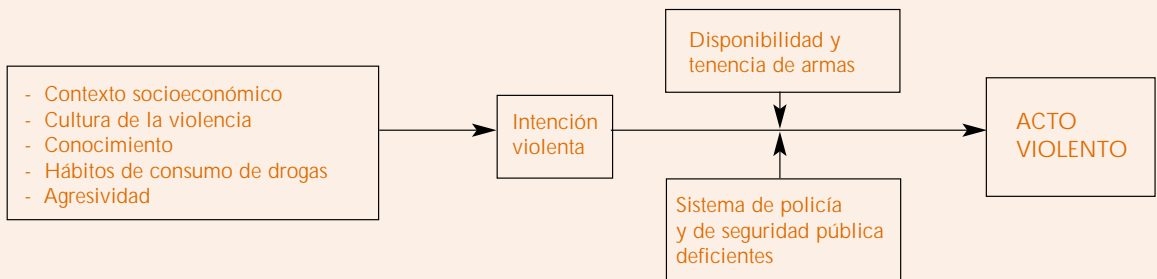 - Contexto socioeconómico
- Cultura de la violencia
- Conocimiento
- Hábitos de consumo de drogas
- Agresividad
Intención
violenta
Disponibilidad y
tenencia de armas
Sistema de policía
y de seguridad pública
deficientes
ACTO
VIOLENTO